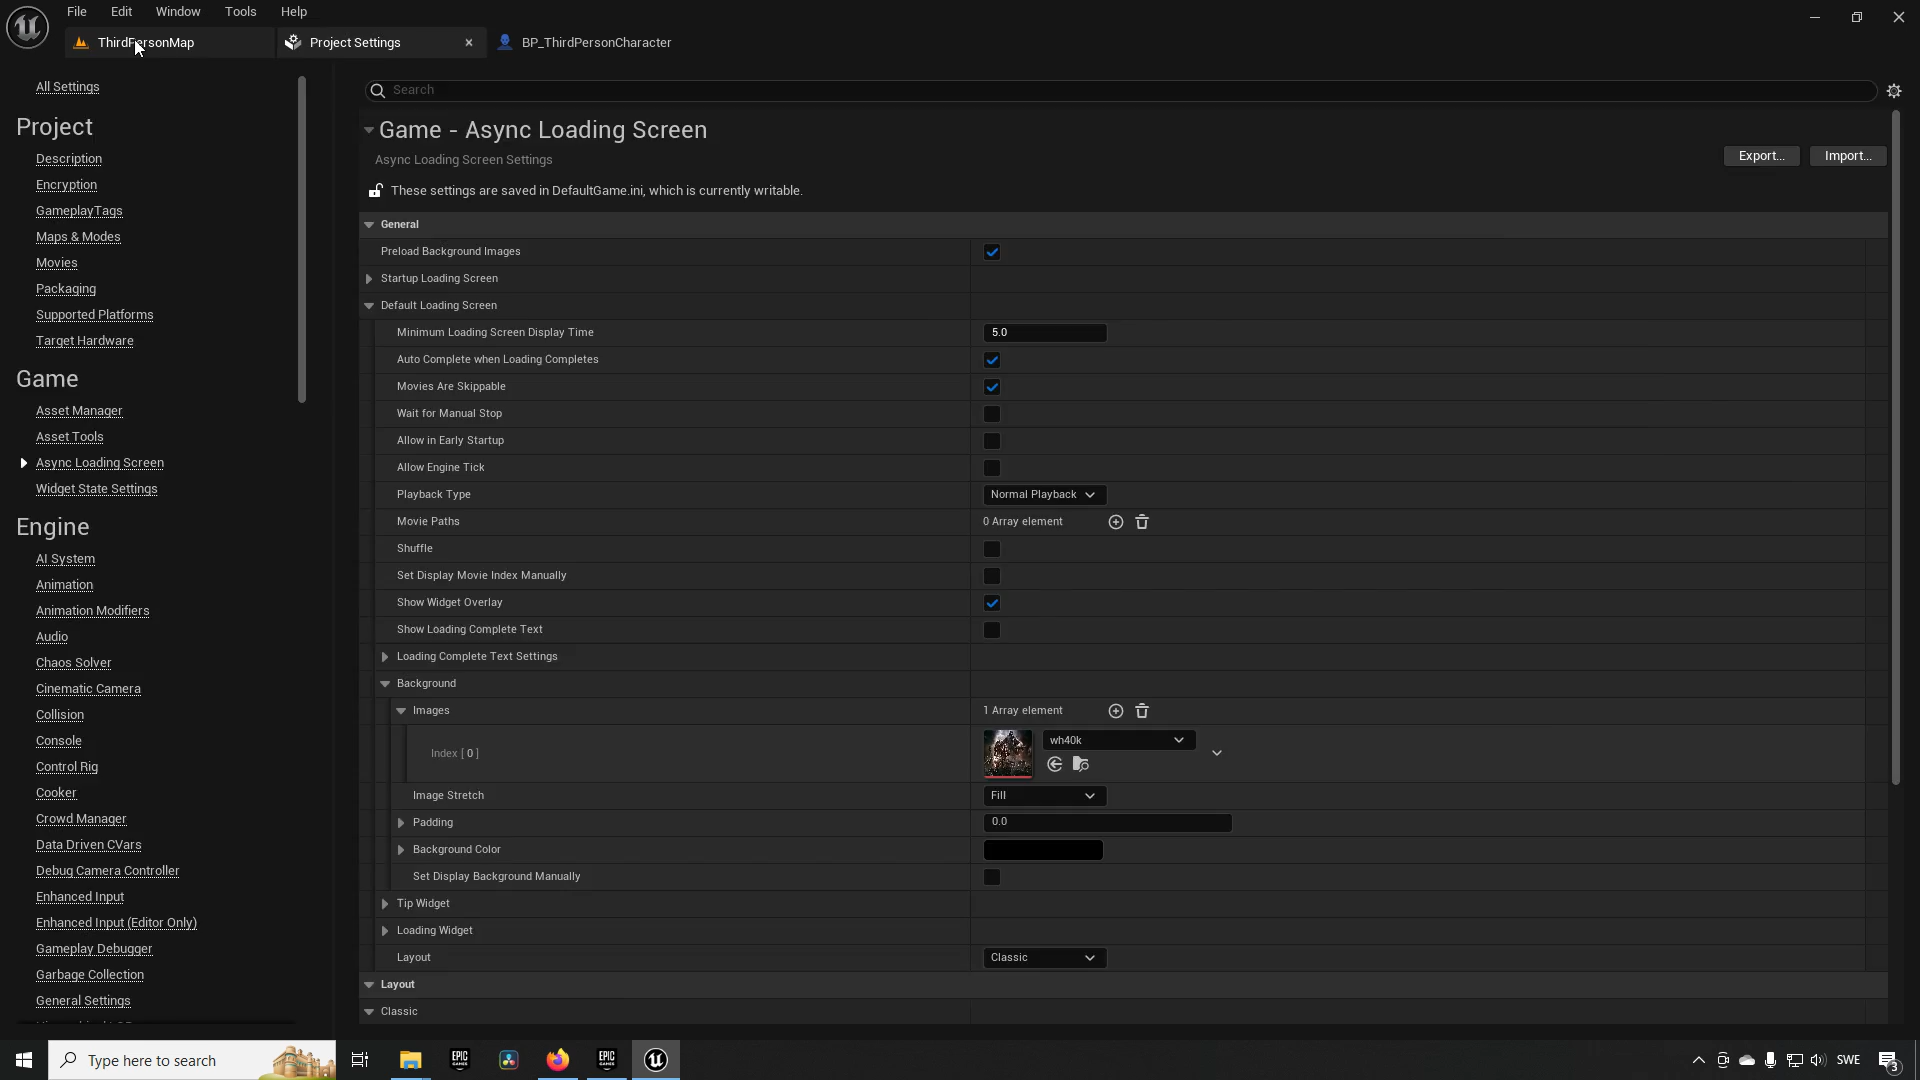 File Edit Window Tools Help
ThirdPersonMap Project Settings BP_ThirdPersonCharacter
All Settings
Project
Description
Encryption
GameplayTags
Maps & Modes
Movies
Packaging
Supported Platforms
Target Hardware
Game
Asset Manager
Asset Tools
Async Loading Screen
Widget State Settings
Engine
AI System
Animation
Animation Modifiers
Audio
Chaos Solver
Cinematic Camera
Collision
Console
Control Rig
Cooker
Crowd Manager
Data Driven CVars
Debug Camera Controller
Enhanced Input
Enhanced Input (Editor Only)
Gameplay Debugger
Garbage Collection
General Settings
Search
Game - Async Loading Screen
Async Loading Screen Settings
Export... Import...
These settings are saved in DefaultGame.ini, which is currently writable.
General
Preload Background Images
Startup Loading Screen
Default Loading Screen
Minimum Loading Screen Display Time 5.0
Auto Complete when Loading Completes
Movies Are Skippable
Wait for Manual Stop
Allow in Early Startup
Allow Engine Tick
Playback Type Normal Playback
Movie Paths 0 Array element
Shuffle
Set Display Movie Index Manually
Show Widget Overlay
Show Loading Complete Text
Loading Complete Text Settings
Background
Images 1 Array element
Index [ 0 ] wh40k
Image Stretch Fill
Padding 0.0
Background Color
Set Display Background Manually
Tip Widget
Loading Widget
Layout Classic
Layout
Classic
Type here to search
EPIC GAMES
EPIC GAMES
SWE
3